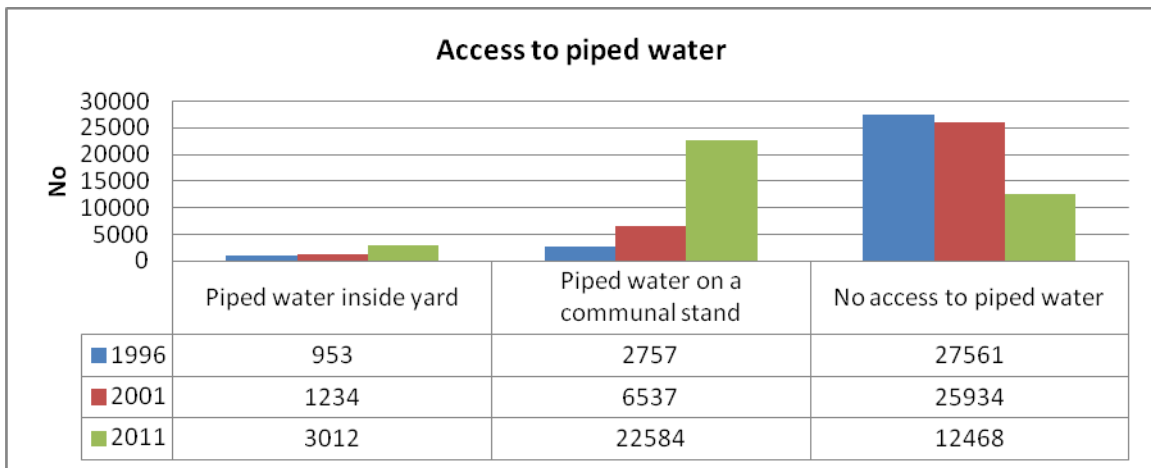 Access to piped water
No
30000
25000
20000
15000
10000
5000
0
Piped water inside yard
Piped water on a
communal stand
No access to piped water
1996 953 2757 27561
2001 1234 6537 25934
2011 3012 22584 12468